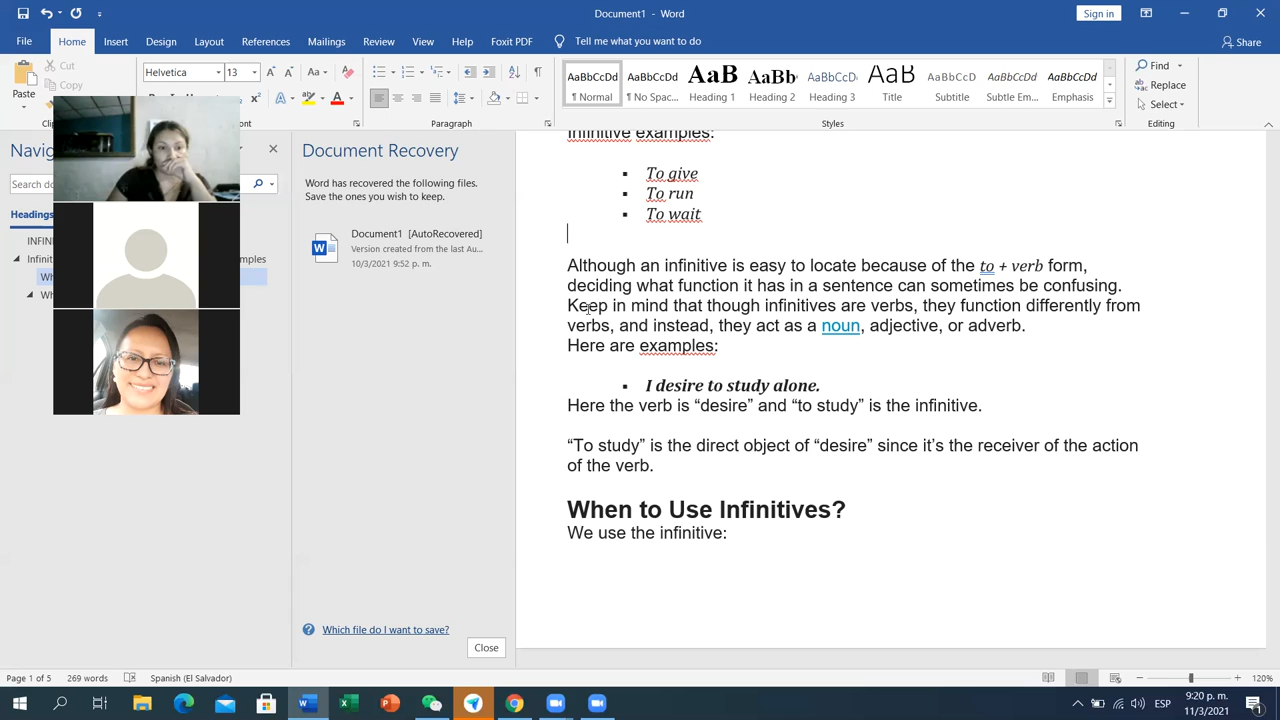 Document1 - Word
Sign in
File Home Insert Design Layout References Mailings Review View Help Foxit PDF Tell me what you want to do Share
Cut
Copy
Paste
Helvetica 13
AaBbCcDd AaBbCcDd AaB AaBb AaBbCcD AaB AaBbCcD AaBbCcDd AaBbCcDd
¶ Normal ¶ No Spac... Heading 1 Heading 2 Heading 3 Title Subtitle Subtle Em... Emphasis
Find
Replace
Select
Paragraph Styles Editing
Document Recovery
Word has recovered the following files.
Save the ones you wish to keep.
Document1 [AutoRecovered]
Version created from the last Au...
10/3/2021 9:52 p. m.
Which file do I want to save?
Close
Headings
Infinitive examples:
▪ To give
▪ To run
▪ To wait
Although an infinitive is easy to locate because of the to + verb form,
deciding what function it has in a sentence can sometimes be confusing.
Keep in mind that though infinitives are verbs, they function differently from
verbs, and instead, they act as a noun, adjective, or adverb.
Here are examples:
▪ I desire to study alone.
Here the verb is “desire” and “to study” is the infinitive.
“To study” is the direct object of “desire” since it’s the receiver of the action
of the verb.
When to Use Infinitives?
We use the infinitive:
Page 1 of 5 269 words Spanish (El Salvador) 120%
ESP
9:20 p. m.
11/3/2021